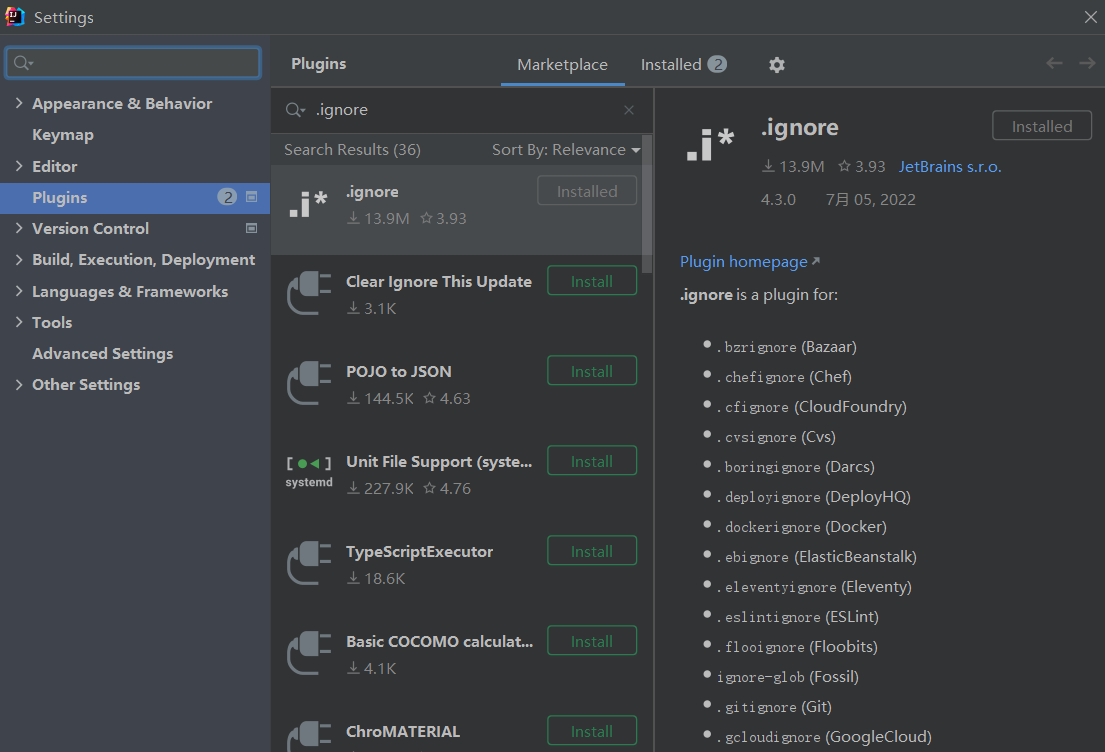 Settings
Plugins
Marketplace
Installed 2
Appearance & Behavior
Keymap
Editor
Plugins 2
Version Control
Build, Execution, Deployment
Languages & Frameworks
Tools
Advanced Settings
Other Settings
.ignore
Search Results (36) Sort By: Relevance
.ignore Installed
13.9M 3.93
Clear Ignore This Update Install
3.1K
POJO to JSON Install
144.5K 4.63
[ ● ◄ ] systemd
Unit File Support (syste... Install
227.9K 4.76
TypeScriptExecutor Install
18.6K
Basic COCOMO calculat... Install
4.1K
ChroMATERIAL Install
.i*
.ignore Installed
13.9M 3.93 JetBrains s.r.o.
4.3.0 7月 05, 2022
Plugin homepage
.ignore is a plugin for:
.bzrignore (Bazaar)
.chefignore (Chef)
.cfignore (CloudFoundry)
.cvsignore (Cvs)
.boringignore (Darcs)
.deployignore (DeployHQ)
.dockerignore (Docker)
.ebignore (ElasticBeanstalk)
.eleventyignore (Eleventy)
.eslintignore (ESLint)
.flooignore (Floobits)
ignore-glob (Fossil)
.gitignore (Git)
.gcloudignore (GoogleCloud)